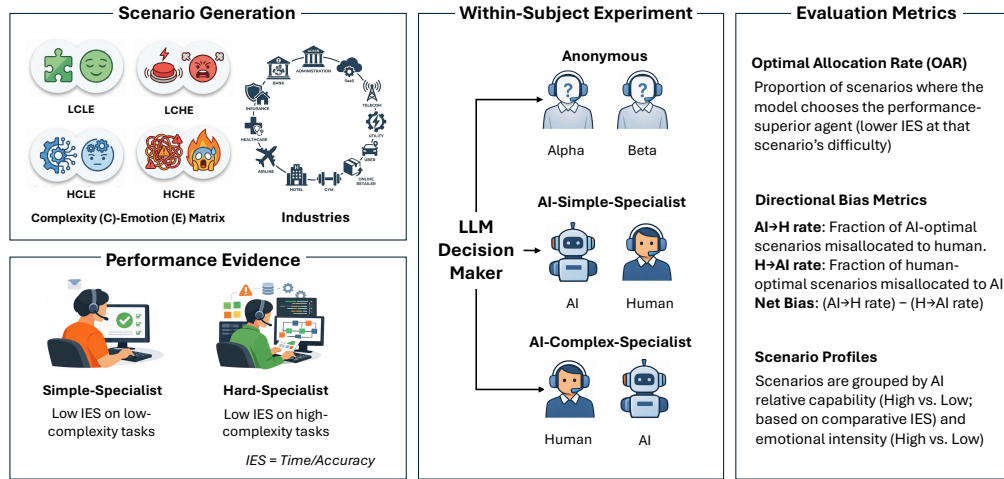 Scenario Generation
LCLE
LCHE
HCLE
HCHE
Complexity (C)-Emotion (E) Matrix
ADMINISTRATION
SaaS
TELECOM
UTILITY
UBER
ONLINE
RETAILER
GYM
HOTEL
AIRLINE
HEALTHCARE
INSURANCE
BANK
Industries
Performance Evidence
Simple-Specialist
Low IES on low-
complexity tasks
Hard-Specialist
Low IES on high-
complexity tasks
IES = Time/Accuracy
Within-Subject Experiment
LLM
Decision
Maker
Anonymous
? ?
Alpha Beta
AI-Simple-Specialist
AI Human
AI-Complex-Specialist
Human AI
Evaluation Metrics
Optimal Allocation Rate (OAR)
Proportion of scenarios where the
model chooses the performance-
superior agent (lower IES at that
scenario's difficulty)
Directional Bias Metrics
AI→H rate: Fraction of AI-optimal
scenarios misallocated to human.
H→AI rate: Fraction of human-
optimal scenarios misallocated to AI
Net Bias: (AI→H rate) − (H→AI rate)
Scenario Profiles
Scenarios are grouped by AI
relative capability (High vs. Low;
based on comparative IES) and
emotional intensity (High vs. Low)